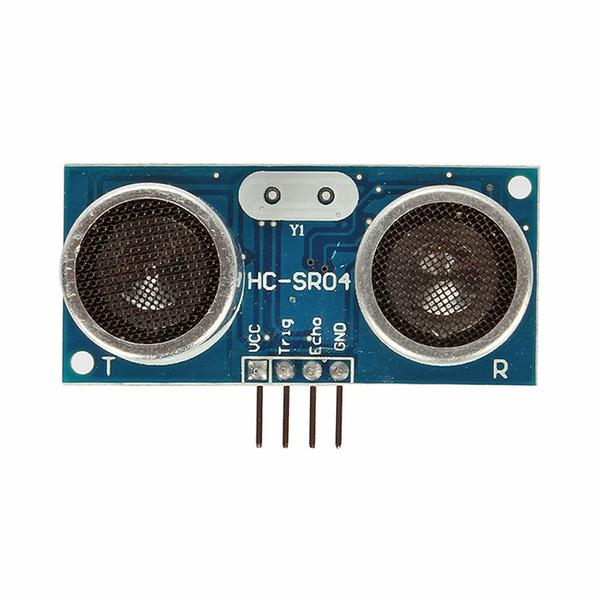 Y1
HC-SR04
VCC
Trig
Echo
GND
T
R